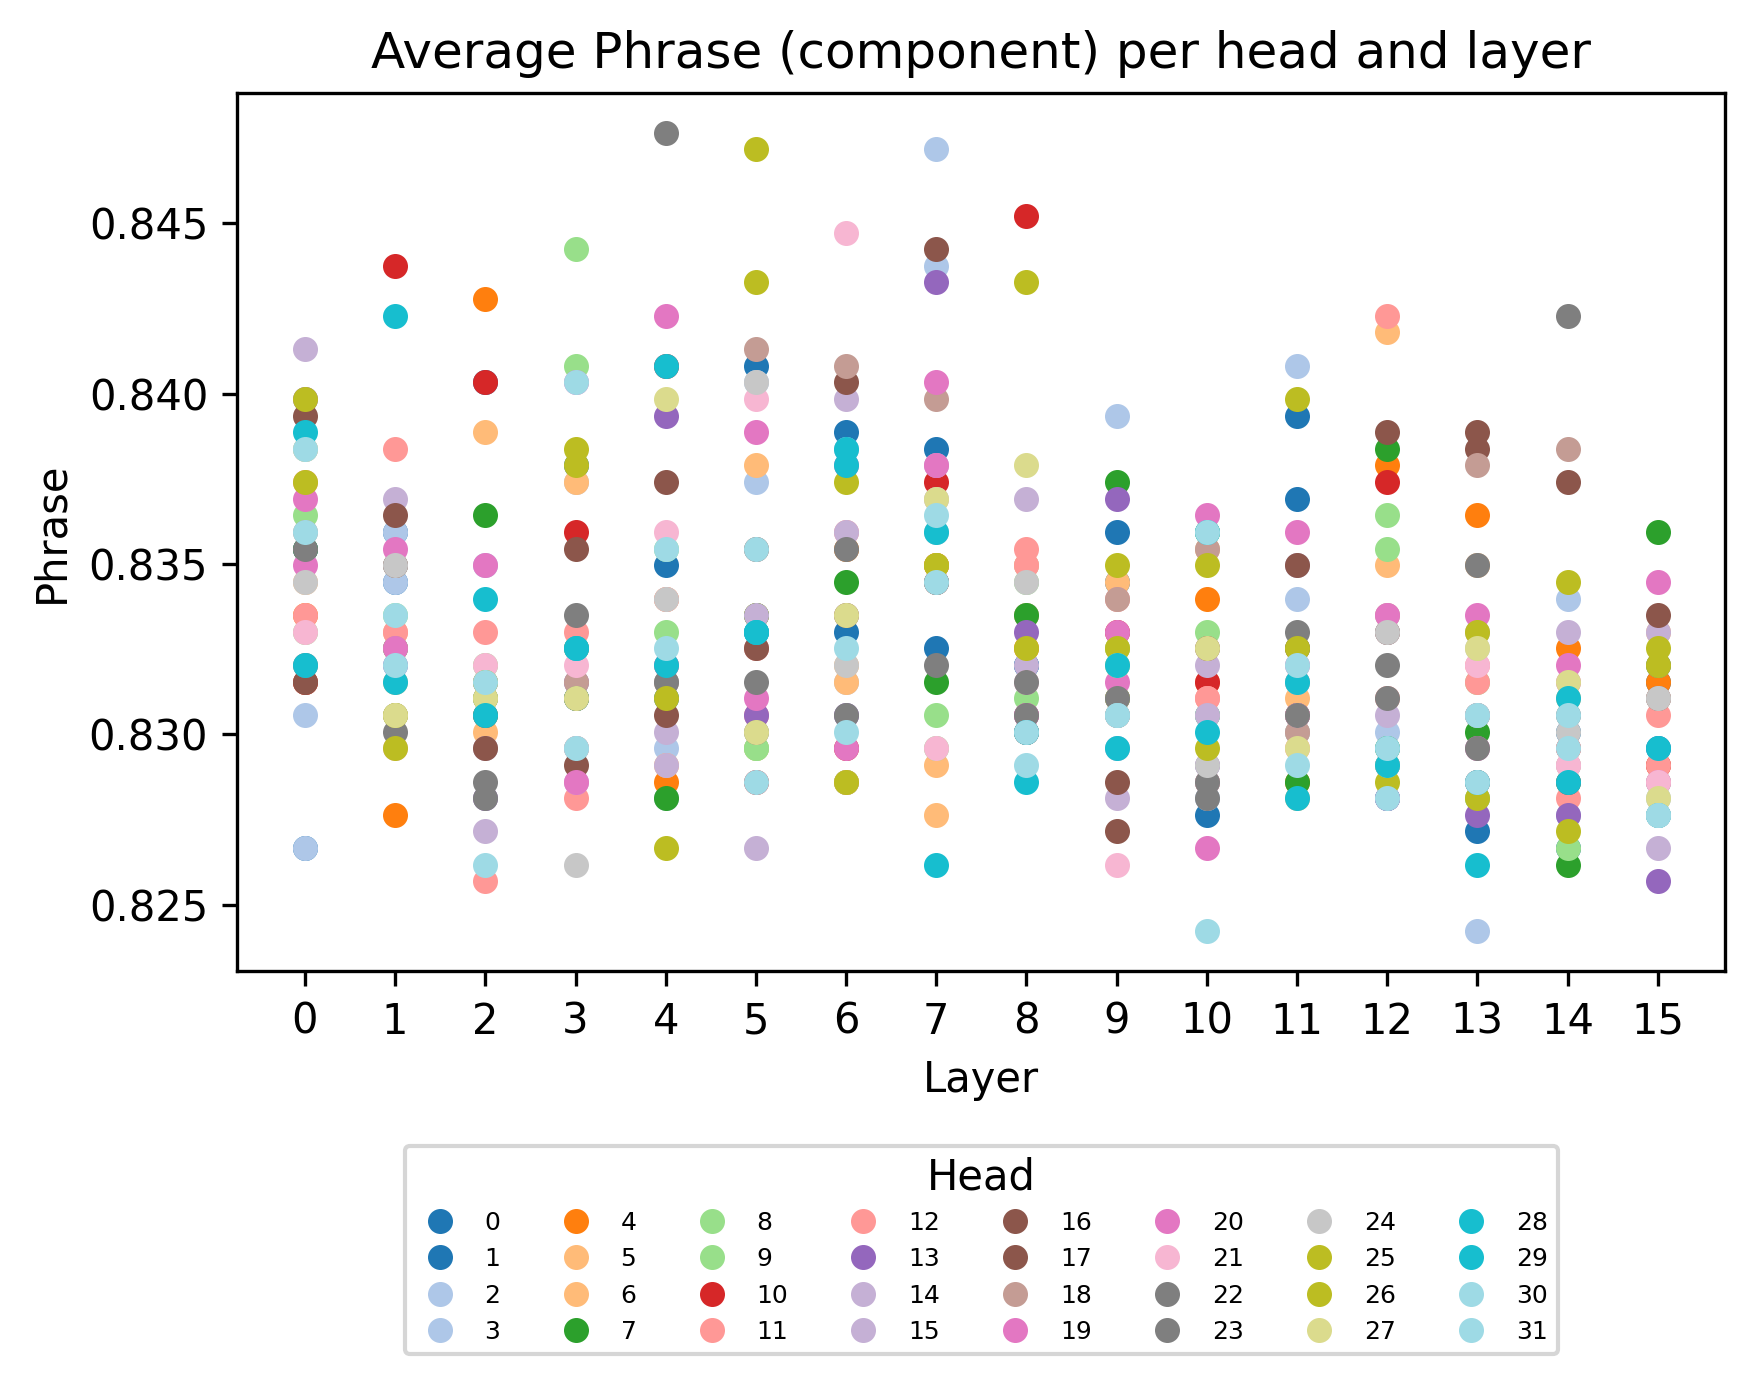 Average Phrase (component) per head and layer
Phrase
0.845
0.840
0.835
0.830
0.825
0 1 2 3 4 5 6 7 8 9 10 11 12 13 14 15
Layer
Head
0 4 8 12 16 20 24 28
1 5 9 13 17 21 25 29
2 6 10 14 18 22 26 30
3 7 11 15 19 23 27 31